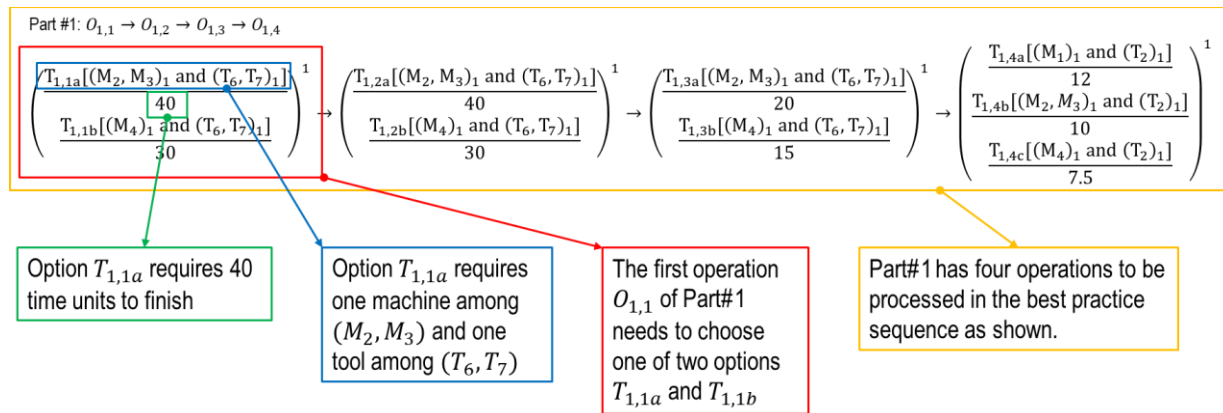 Part #1: O₁,₁ → O₁,₂ → O₁,₃ → O₁,₄
T₁,₁ₐ[(M₂, M₃)₁ and (T₆, T₇)₁]
40
T₁,₁b[(M₄)₁ and (T₆, T₇)₁]
30
1
→
T₁,₂ₐ[(M₂, M₃)₁ and (T₆, T₇)₁]
40
T₁,₂b[(M₄)₁ and (T₆, T₇)₁]
30
1
→
T₁,₃ₐ[(M₂, M₃)₁ and (T₆, T₇)₁]
20
T₁,₃b[(M₄)₁ and (T₆, T₇)₁]
15
1
→
T₁,₄ₐ[(M₁)₁ and (T₂)₁]
12
T₁,₄b[(M₂, M₃)₁ and (T₂)₁]
10
T₁,₄c[(M₄)₁ and (T₂)₁]
7.5
1
Option T₁,₁ₐ requires 40
time units to finish
Option T₁,₁ₐ requires
one machine among
(M₂, M₃) and one
tool among (T₆, T₇)
The first operation
O₁,₁ of Part#1
needs to choose
one of two options
T₁,₁ₐ and T₁,₁b
Part#1 has four operations to be
processed in the best practice
sequence as shown.